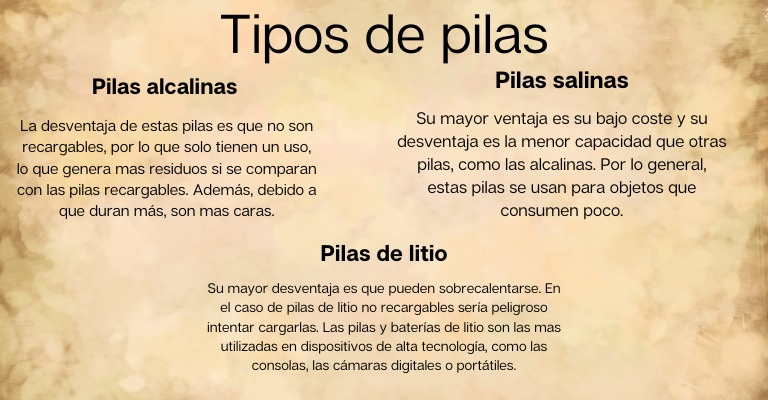 Tipos de pilas
Pilas alcalinas
La desventaja de estas pilas es que no son
recargables, por lo que solo tienen un uso,
lo que genera mas residuos si se comparan
con las pilas recargables. Además, debido a
que duran más, son mas caras.
Pilas salinas
Su mayor ventaja es su bajo coste y su
desventaja es la menor capacidad que otras
pilas, como las alcalinas. Por lo general,
estas pilas se usan para objetos que
consumen poco.
Pilas de litio
Su mayor desventaja es que pueden sobrecalentarse. En
el caso de pilas de litio no recargables sería peligroso
intentar cargarlas. Las pilas y baterías de litio son las mas
utilizadas en dispositivos de alta tecnología, como las
consolas, las cámaras digitales o portátiles.